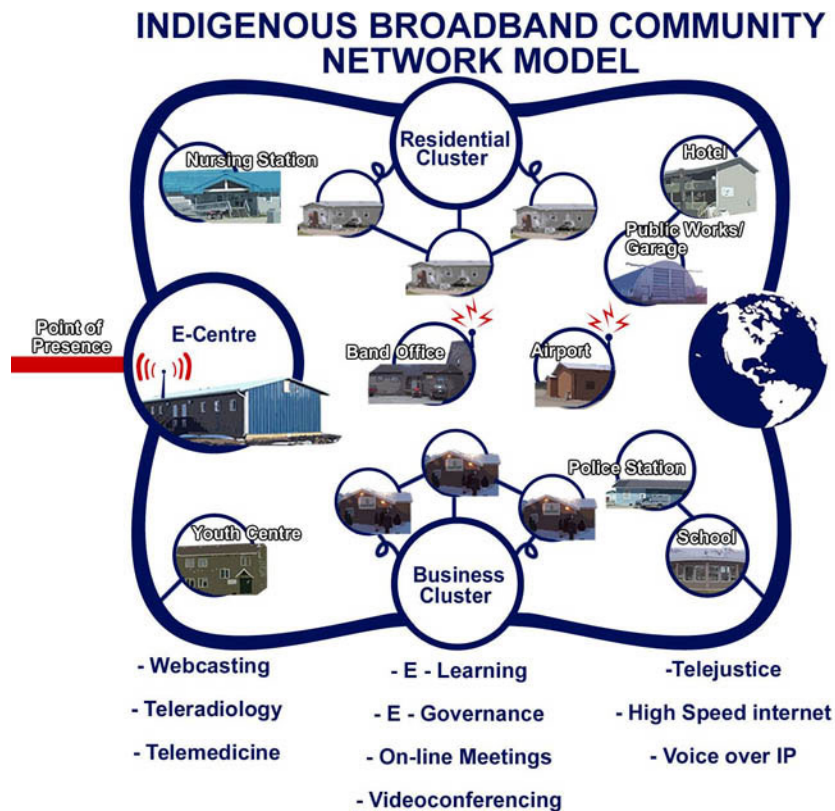 INDIGENOUS BROADBAND COMMUNITY
NETWORK MODEL
Residential
Cluster
Nursing Station
Hotel
Public Works/
Garage
Point of
Presence
E-Centre
Band Office
Airport
Police Station
Youth Centre
School
Business
Cluster
- Webcasting
- Teleradiology
- Telemedicine
- E - Learning
- E - Governance
- On-line Meetings
- Videoconferencing
-Telejustice
- High Speed internet
- Voice over IP